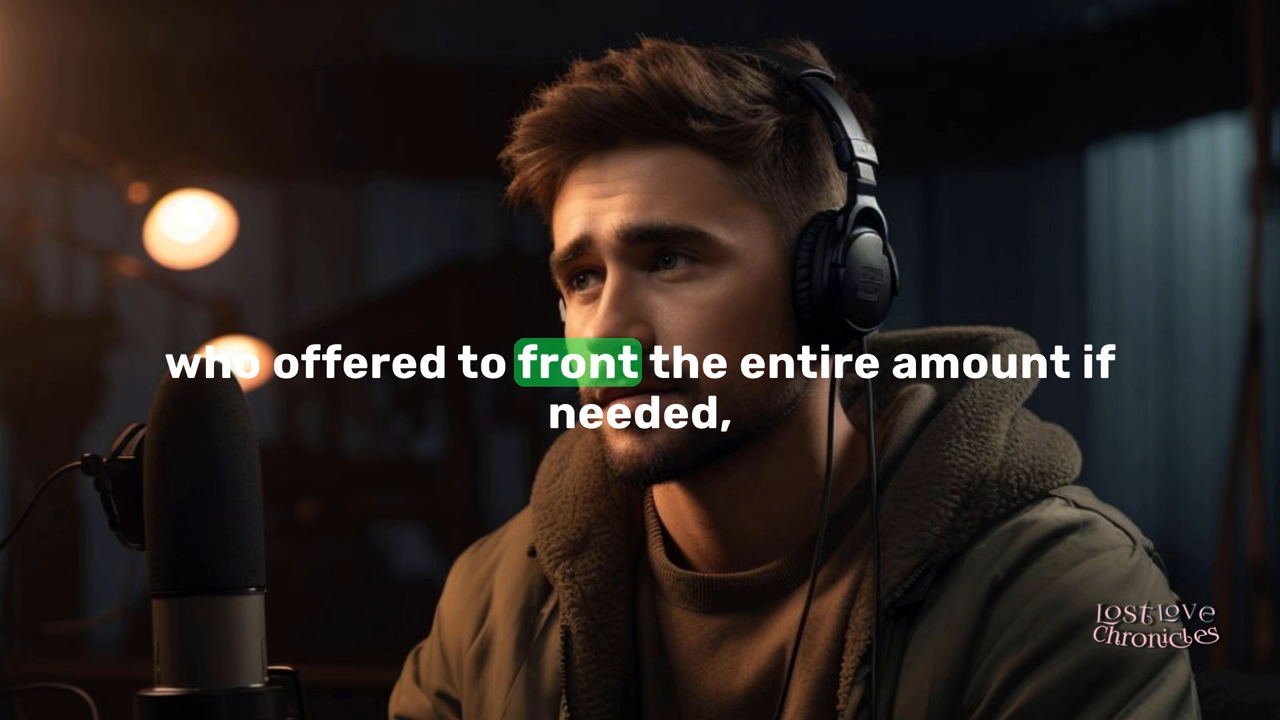 who offered to front the entire amount if
needed,
Lost love
Chronicles